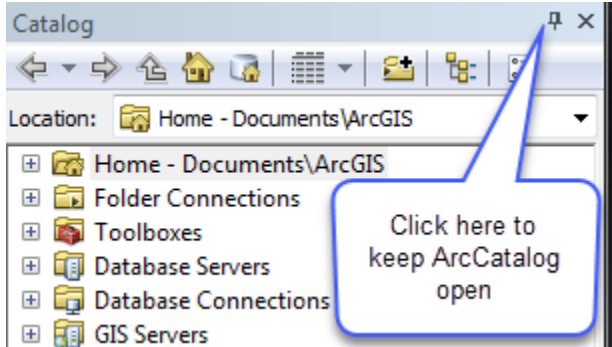 Catalog
Location: Home - Documents\ArcGIS
Home - Documents\ArcGIS
Folder Connections
Toolboxes
Database Servers
Database Connections
GIS Servers
Click here to
keep ArcCatalog
open